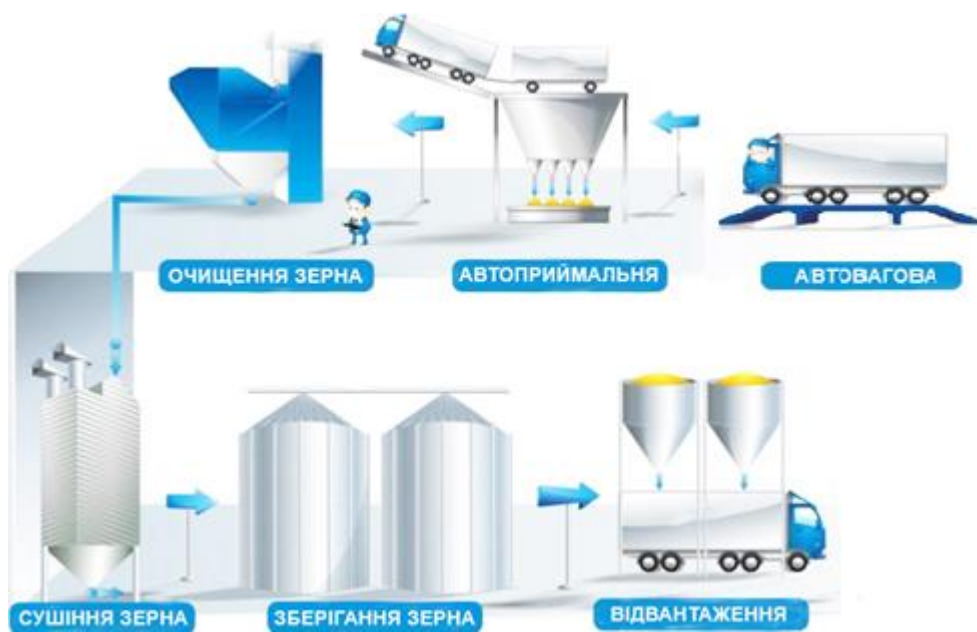 ОЧИЩЕННЯ ЗЕРНА
АВТОПРИЙМАЛЬНЯ
АВТОВАГОВА
СУШІННЯ ЗЕРНА
ЗБЕРІГАННЯ ЗЕРНА
ВІДВАНТАЖЕННЯ